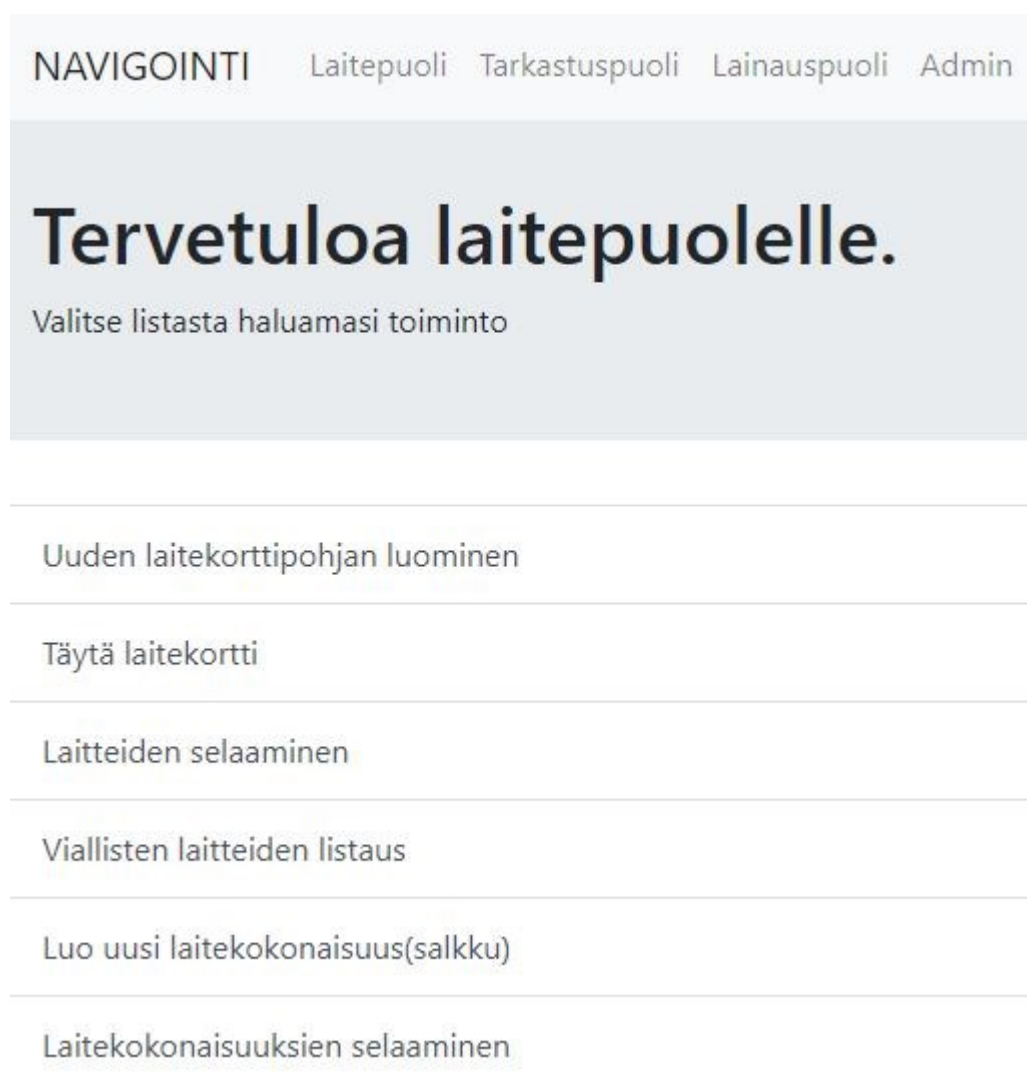 NAVIGOINTI Laitepuoli Tarkastuspuoli Lainauspuoli Admin
Tervetuloa laitepuolelle.
Valitse listasta haluamasi toiminto
Uuden laitekorttipohjan luominen
Täytä laitekortti
Laitteiden selaaminen
Viallisten laitteiden listaus
Luo uusi laitekokonaisuus(salkku)
Laitekokonaisuuksien selaaminen